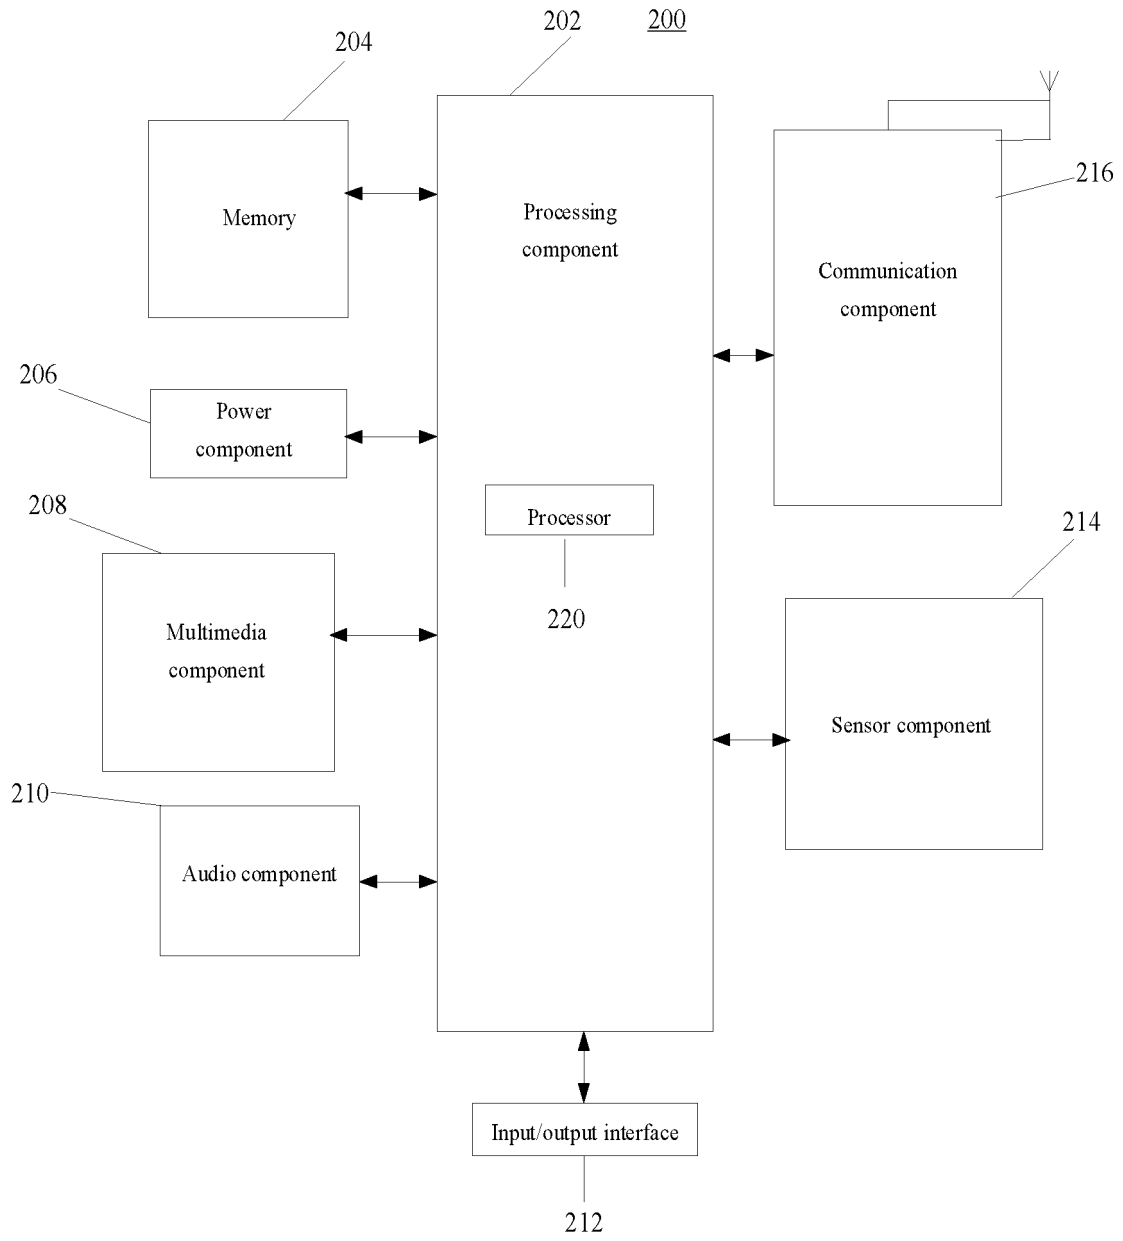 200
202
204
Memory
Processing
component
216
Communication
component
206
Power
component
208
Processor
220
214
Multimedia
component
Sensor component
210
Audio component
Input/output interface
212